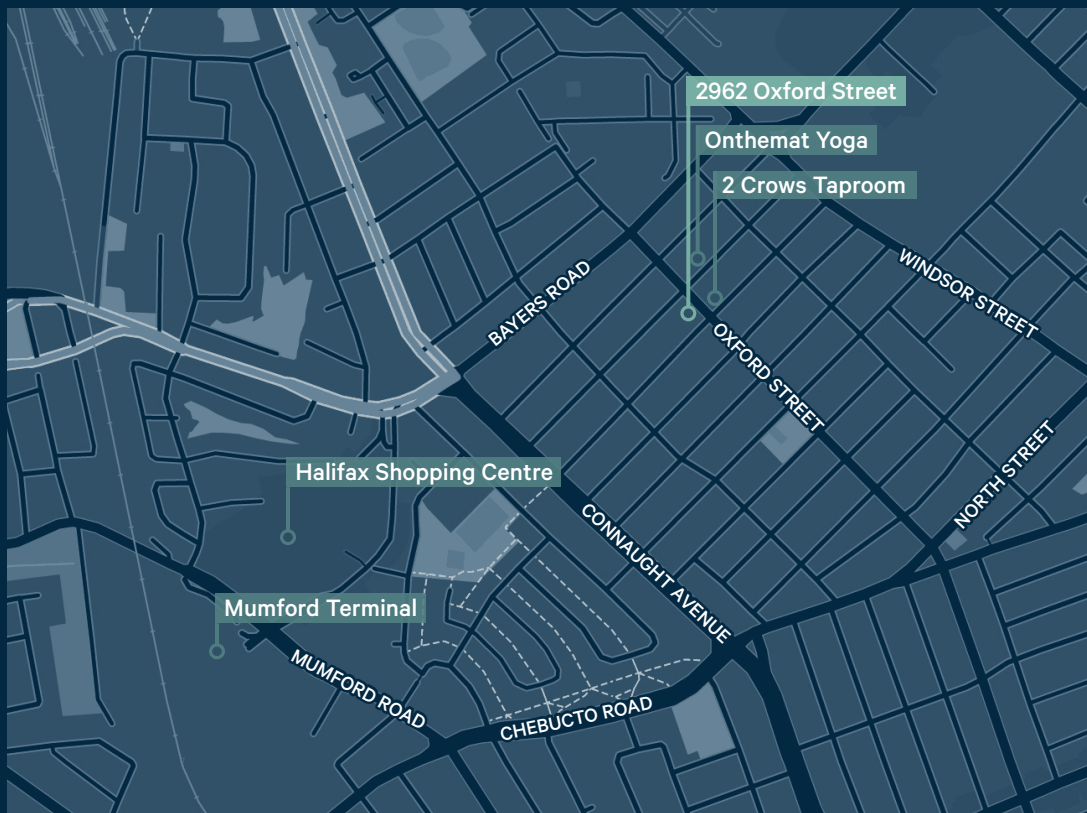 2962 Oxford Street
Onthemat Yoga
2 Crows Taproom
WINDSOR STREET
BAYERS ROAD
OXFORD STREET
NORTH STREET
Halifax Shopping Centre
CONNAUGHT AVENUE
Mumford Terminal
MUMFORD ROAD
CHEBUCTO ROAD